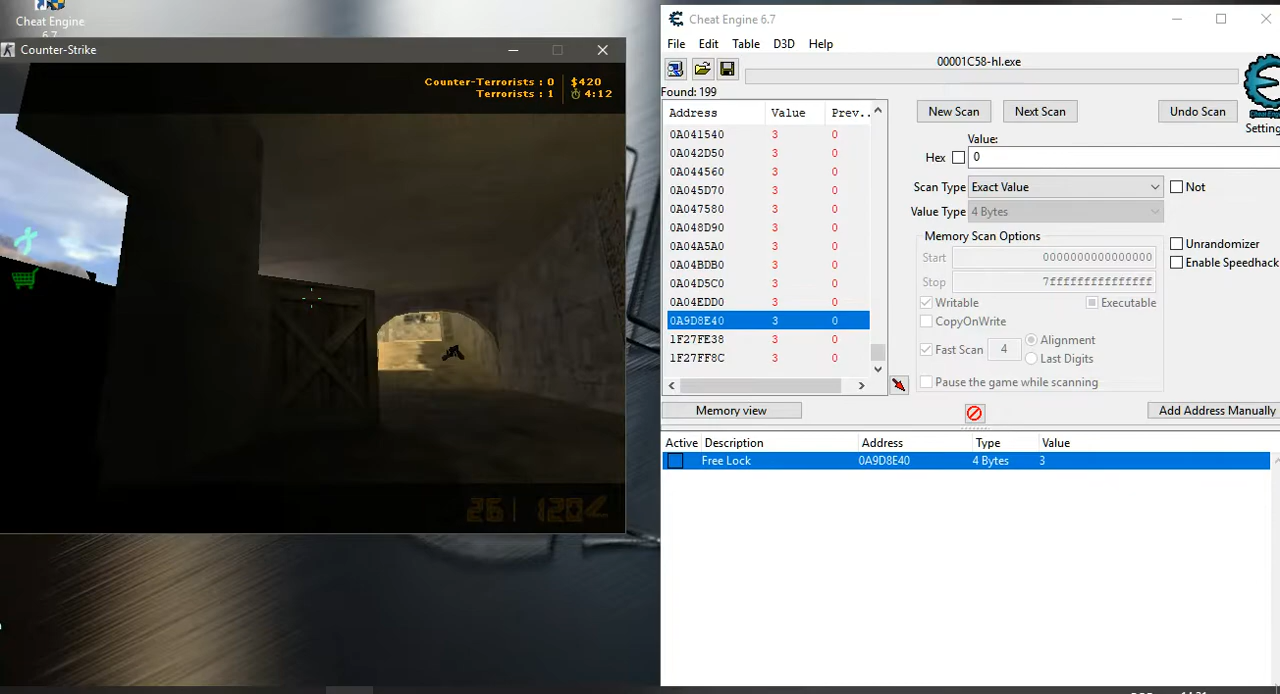 Cheat Engine
6.7
Counter-Strike
Counter-Terrorists : 0
Terrorists : 1
$420
4:12
26 | 120
Cheat Engine 6.7
File Edit Table D3D Help
00001C58-hl.exe
Found: 199
Address Value Prev..
0A041540 3 0
0A042D50 3 0
0A044560 3 0
0A045D70 3 0
0A047580 3 0
0A048D90 3 0
0A04A5A0 3 0
0A04BDB0 3 0
0A04D5C0 3 0
0A04EDD0 3 0
0A9D8E40 3 0
1F27FE38 3 0
1F27FF8C 3 0
New Scan Next Scan Undo Scan
Cheat Engine
Setting
Value:
Hex 0
Scan Type Exact Value Not
Value Type 4 Bytes
Memory Scan Options
Start 0000000000000000
Stop 7fffffffffffffff
Writable Executable
CopyOnWrite
Fast Scan 4 Alignment
Last Digits
Pause the game while scanning
Unrandomizer
Enable Speedhack
Memory view
Add Address Manually
Active Description Address Type Value
Free Lock 0A9D8E40 4 Bytes 3